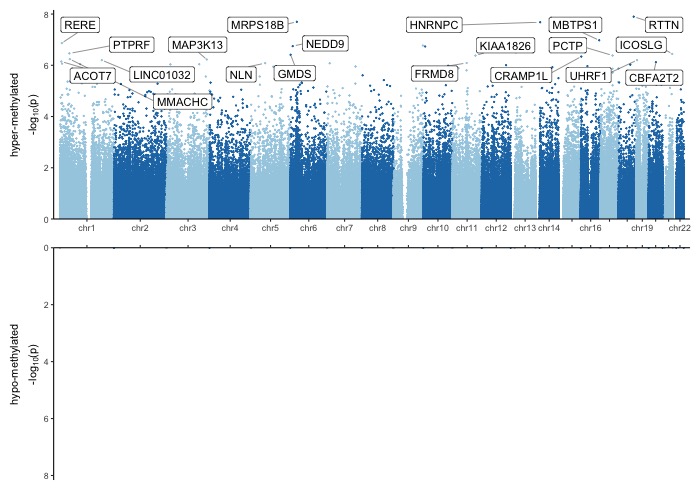 RERE
MRPS18B
HNRNPC
MBTPS1
RTTN
PTPRF
MAP3K13
NEDD9
KIAA1826
PCTP
ICOSLG
ACOT7
LINC01032
NLN
GMDS
FRMD8
CRAMP1L
UHRF1
CBFA2T2
MMACHC
hyper-methylated
-log10(p)
8
6
4
2
0
chr1 chr2 chr3 chr4 chr5 chr6 chr7 chr8 chr9 chr10 chr11 chr12 chr13 chr14 chr16 chr19 chr22
hypo-methylated
-log10(p)
0
2
4
6
8